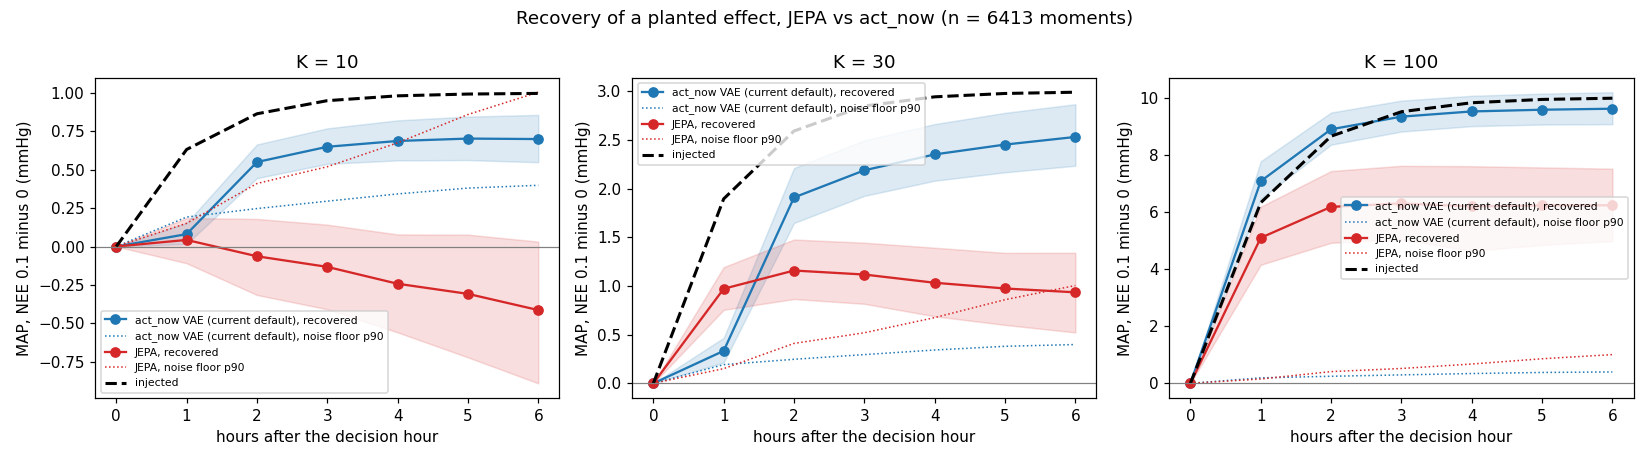 Recovery of a planted effect, JEPA vs act_now (n = 6413 moments)
K = 10
MAP, NEE 0.1 minus 0 (mmHg)
1.00
0.75
0.50
0.25
0.00
−0.25
−0.50
−0.75
act_now VAE (current default), recovered
act_now VAE (current default), noise floor p90
JEPA, recovered
JEPA, noise floor p90
injected
0 1 2 3 4 5 6
hours after the decision hour
K = 30
MAP, NEE 0.1 minus 0 (mmHg)
3.0
2.5
2.0
1.5
1.0
0.5
0.0
act_now VAE (current default), recovered
act_now VAE (current default), noise floor p90
JEPA, recovered
JEPA, noise floor p90
injected
0 1 2 3 4 5 6
hours after the decision hour
K = 100
MAP, NEE 0.1 minus 0 (mmHg)
10
8
6
4
2
0
act_now VAE (current default), recovered
act_now VAE (current default), noise floor p90
JEPA, recovered
JEPA, noise floor p90
injected
0 1 2 3 4 5 6
hours after the decision hour